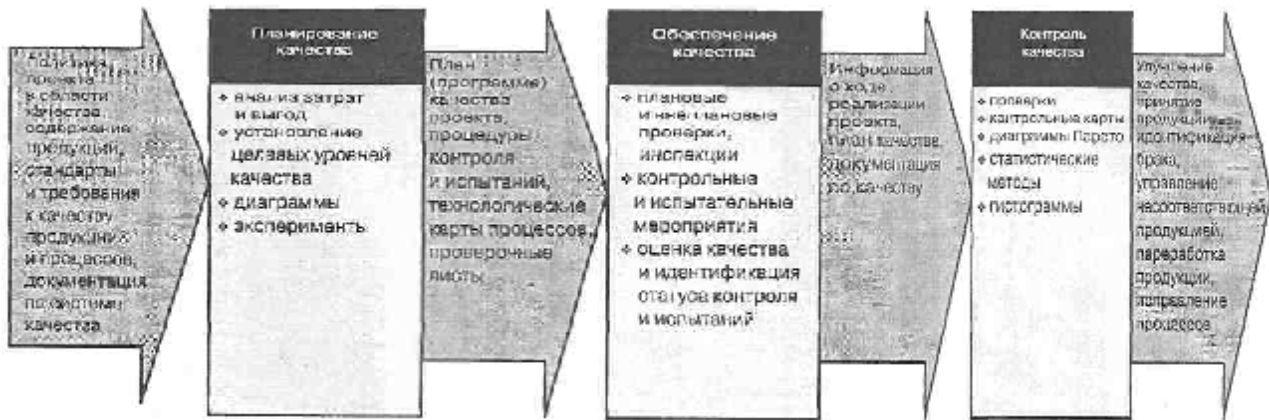 Политика
проекта
в области
качества
содержание
продукции,
стандарты
и требования
к качеству
продукции
и процессов,
документация
по системе
качества
Планирование
качества
❖ анализ затрат
и выгод
❖ установление
целевых уровней
качества
❖ диаграммы
❖ эксперименты
План
(программе)
качества
проекта,
процедуры
контроля
и испытаний,
технологические
карты процессов,
проверочные
листы
Обеспечение
качества
❖ плановые
и внеплановые
проверки,
инспекции
❖ контрольные
и испытательные
мероприятия
❖ оценка качества
и идентификация
статуса контроля
и испытаний
Информация
о ходе
реализации
проекта,
план качества,
документация
по качеству
Контроль
качества
❖ проверки
❖ контрольные карты
❖ диаграммы Парето
❖ статистические
методы
❖ гистограммы
Улучшение
качества,
принятие
продукции,
идентификация
брака,
управление
несоответствующей
продукцией,
переработка
продукции,
исправление
процессов